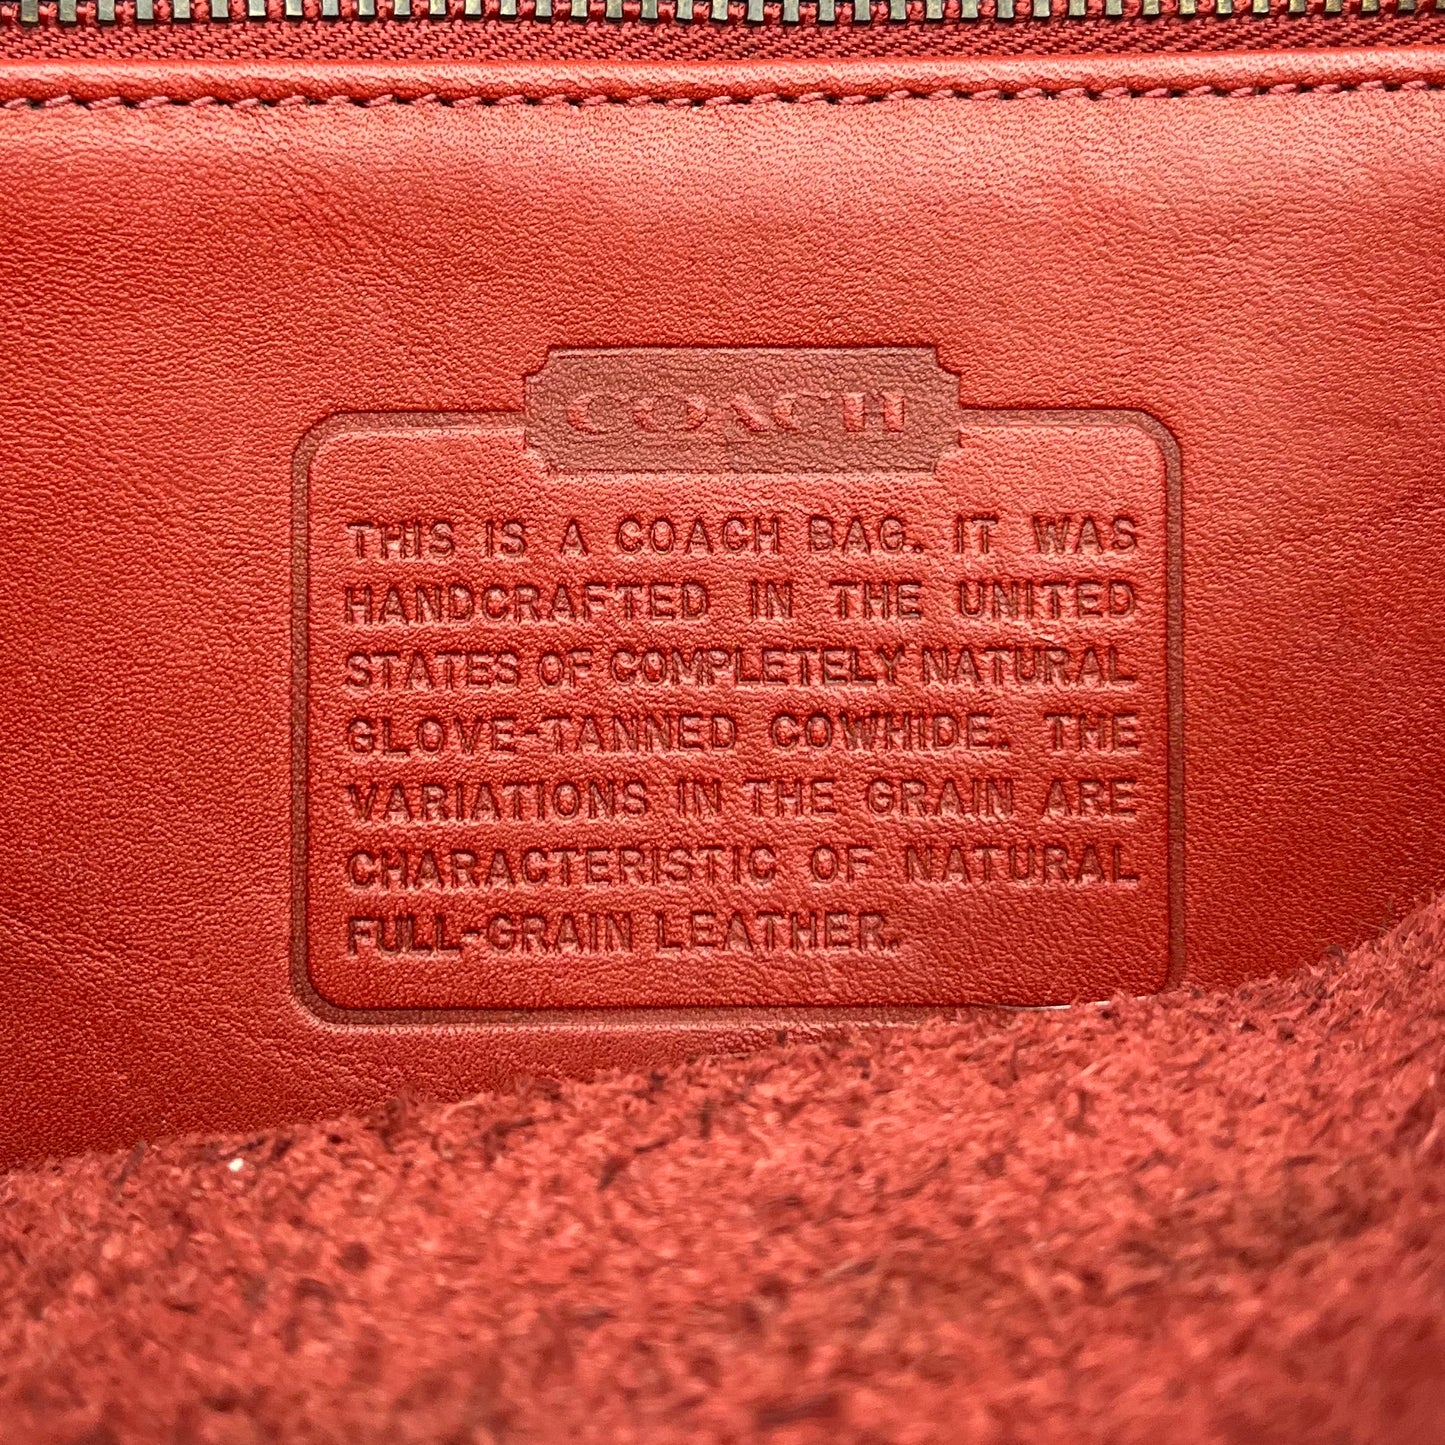 COACH
THIS IS A COACH BAG. IT WAS
HANDCRAFTED IN THE UNITED
STATES OF COMPLETELY NATURAL
GLOVE-TANNED COWHIDE. THE
VARIATIONS IN THE GRAIN ARE
CHARACTERISTIC OF NATURAL
FULL-GRAIN LEATHER.